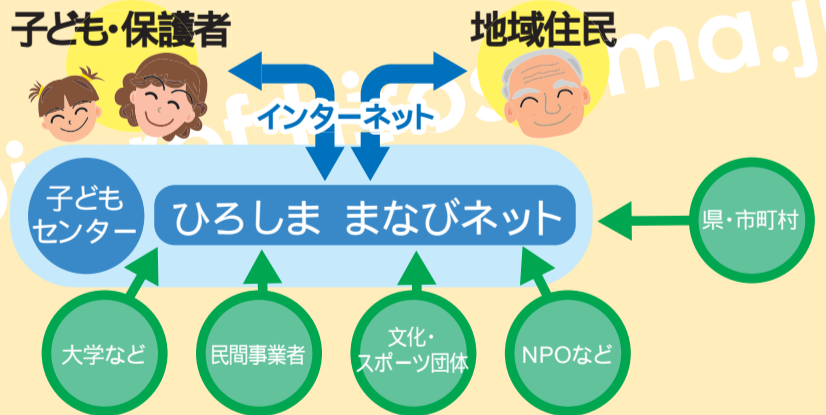 子ども・保護者
地域住民
インターネット
子ども
センター
ひろしま まなびネット
県・市町村
大学など
民間事業者
文化・
スポーツ団体
NPOなど